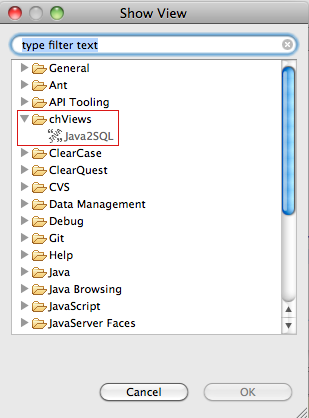 Show View
type filter text
General
Ant
API Tooling
chViews
Java2SQL
ClearCase
ClearQuest
CVS
Data Management
Debug
Git
Help
Java
Java Browsing
JavaScript
JavaServer Faces
Cancel
OK